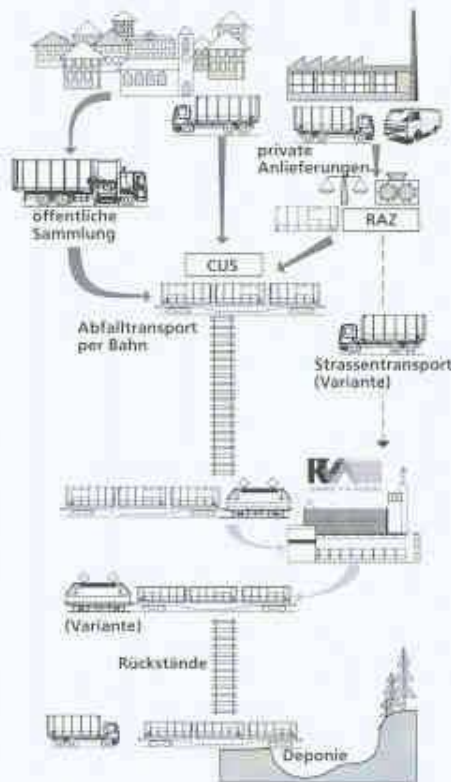 private
Anlieferungen
öffentliche
Sammlung
RAZ
CUS
Abfalltransport
per Bahn
Strassentransport
(Variante)
(Variante)
Rückstände
Deponie